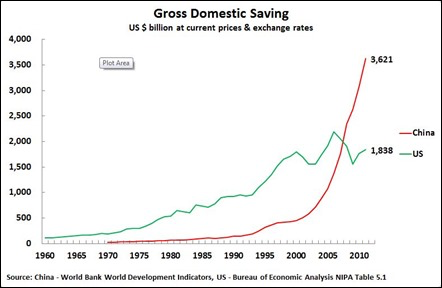 Gross Domestic Saving
US $ billion at current prices & exchange rates
4,000
3,500
3,000
2,500
2,000
1,500
1,000
500
0
Plot Area
3,621
China
US
1,838
1960 1965 1970 1975 1980 1985 1990 1995 2000 2005 2010
Source: China - World Bank World Development Indicators, US - Bureau of Economic Analysis NIPA Table 5.1